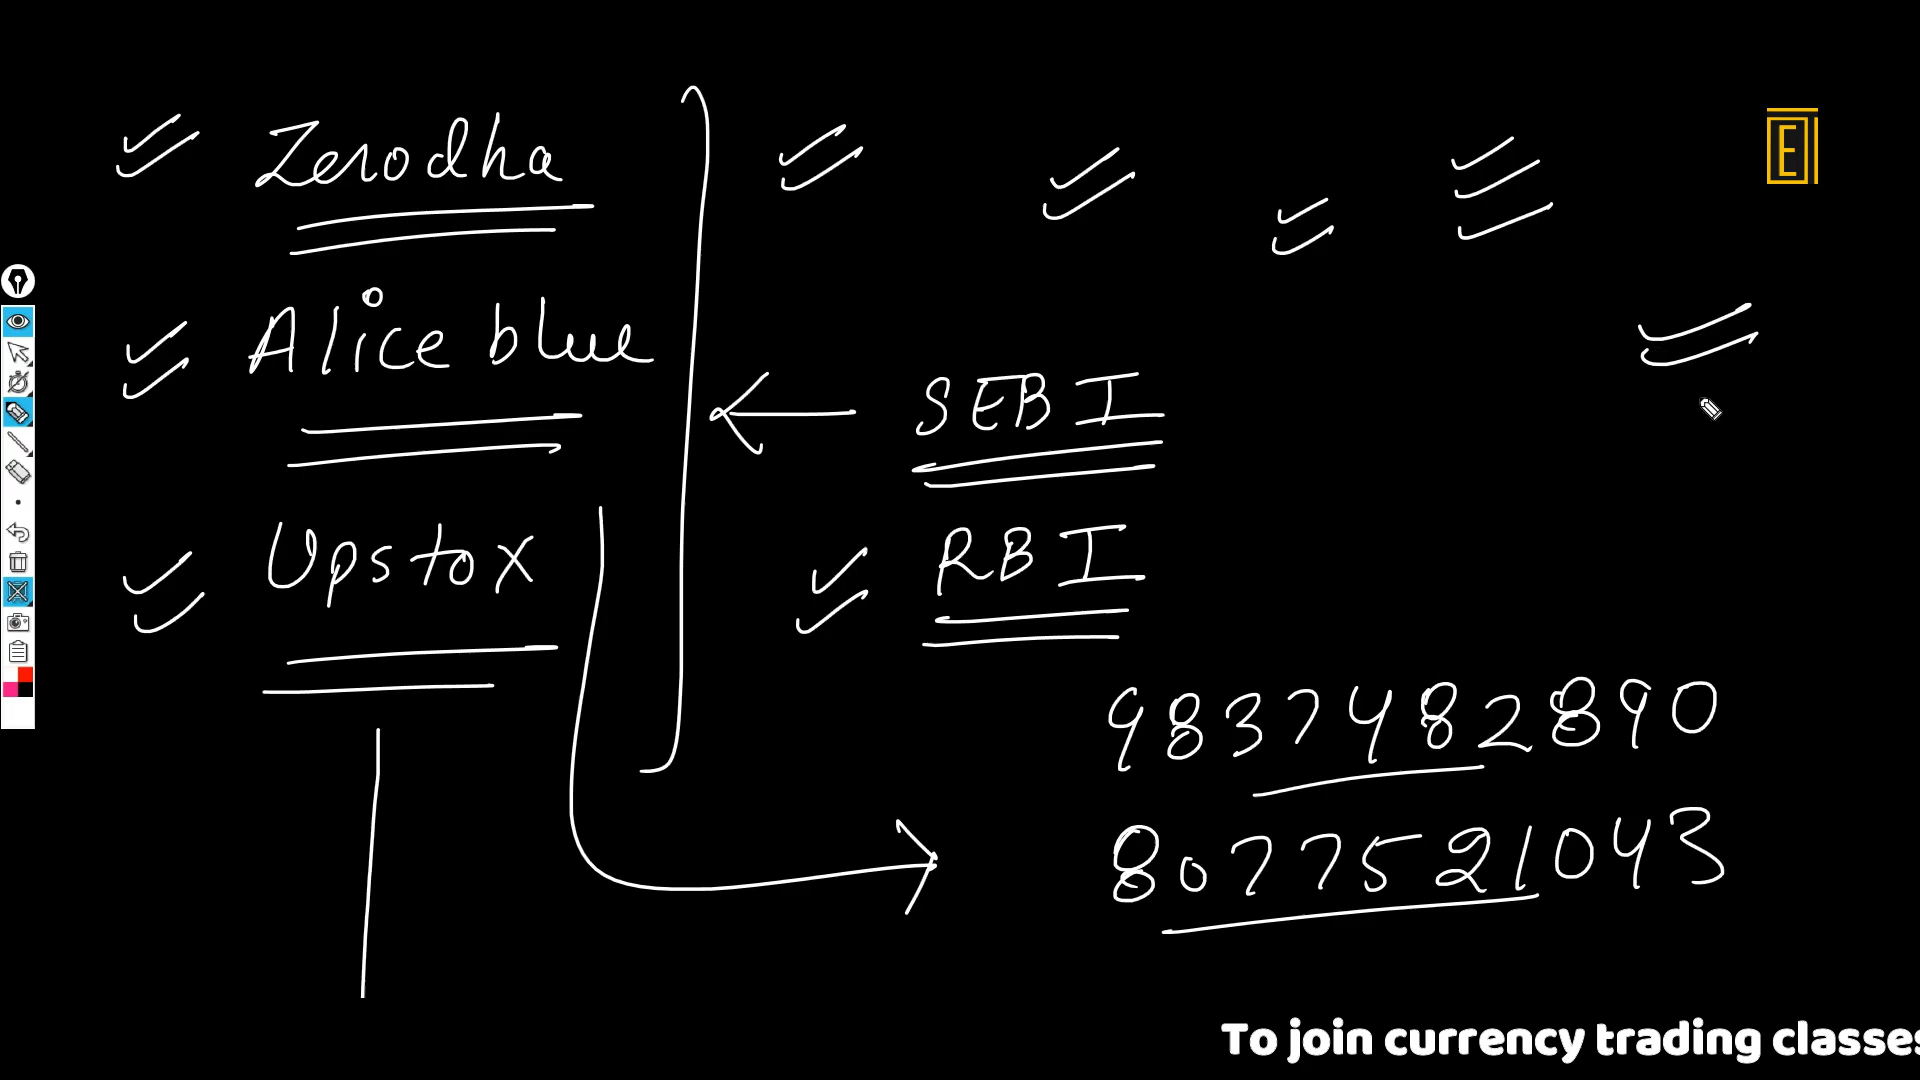 Zerodha
Alice blue
Upstox
SEBI
RBI
9837482890
8077521043
E
To join currency trading classes